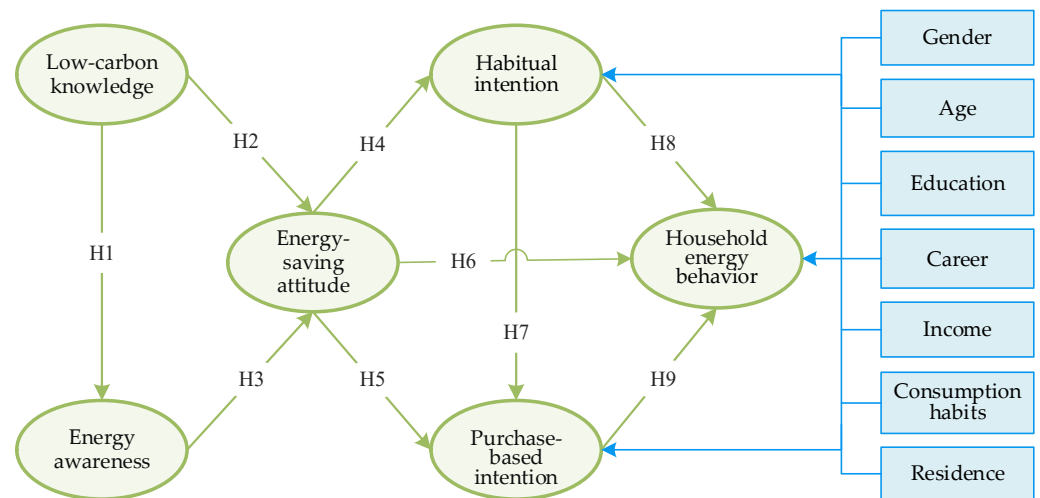 Low-carbon
knowledge
Habitual
intention
Gender
Age
H2
H4
H8
Education
H1
Energy-
saving
attitude
H6
Household
energy
behavior
Career
Income
H7
H3
H5
H9
Consumption
habits
Energy
awareness
Purchase-
based
intention
Residence